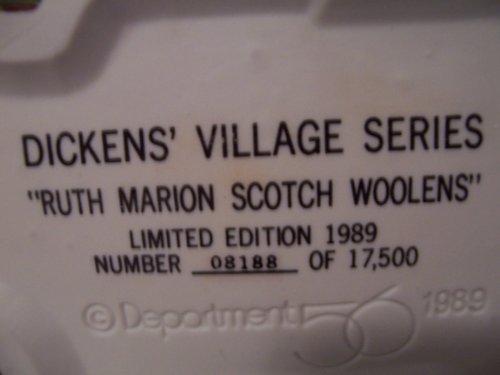 DICKENS' VILLAGE SERIES
"RUTH MARION SCOTCH WOOLENS"
LIMITED EDITION 1989
NUMBER 08188 OF 17,500
© Department 56 1989